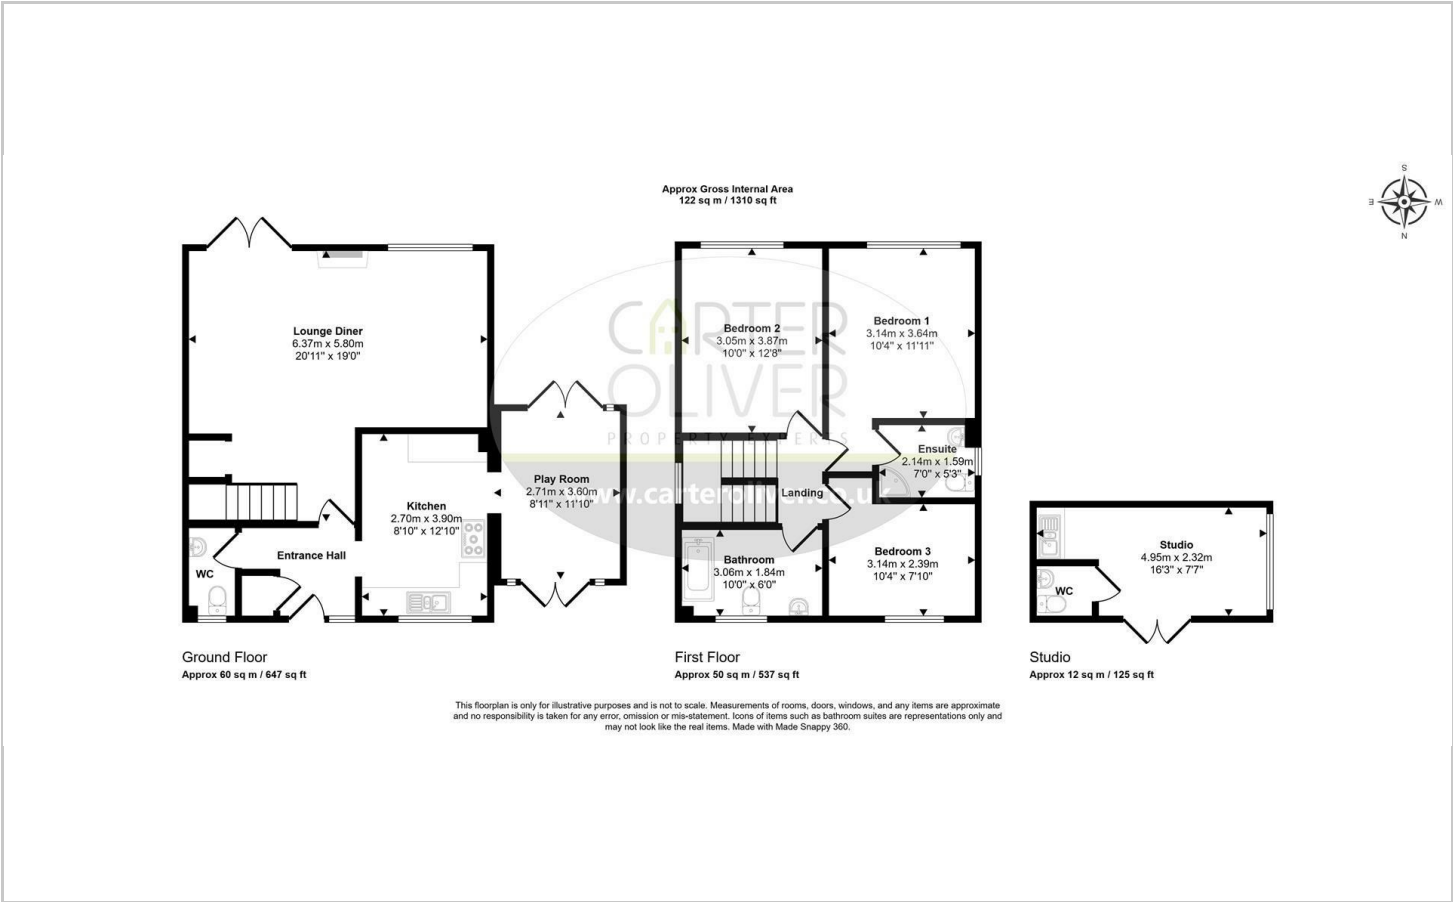 Approx Gross Internal Area
122 sq m / 1310 sq ft
S
E
W
N
Lounge Diner
6.37m x 5.80m
20'11" x 19'0"
Kitchen
2.70m x 3.90m
8'10" x 12'10"
Play Room
2.71m x 3.60m
8'11" x 11'10"
Entrance Hall
WC
Ground Floor
Approx 60 sq m / 647 sq ft
CARTER
OLIVER
PROPERTY EXPERTS
www.carteroliver.co.uk
Bedroom 2
3.05m x 3.87m
10'0" x 12'8"
Bedroom 1
3.14m x 3.64m
10'4" x 11'11"
Ensuite
2.14m x 1.59m
7'0" x 5'3"
Landing
Bathroom
3.06m x 1.84m
10'0" x 6'0"
Bedroom 3
3.14m x 2.39m
10'4" x 7'10"
First Floor
Approx 50 sq m / 537 sq ft
Studio
4.95m x 2.32m
16'3" x 7'7"
WC
Studio
Approx 12 sq m / 125 sq ft
This floorplan is only for illustrative purposes and is not to scale. Measurements of rooms, doors, windows, and any items are approximate
and no responsibility is taken for any error, omission or mis-statement. Icons of items such as bathroom suites are representations only and
may not look like the real items. Made with Made Snappy 360.